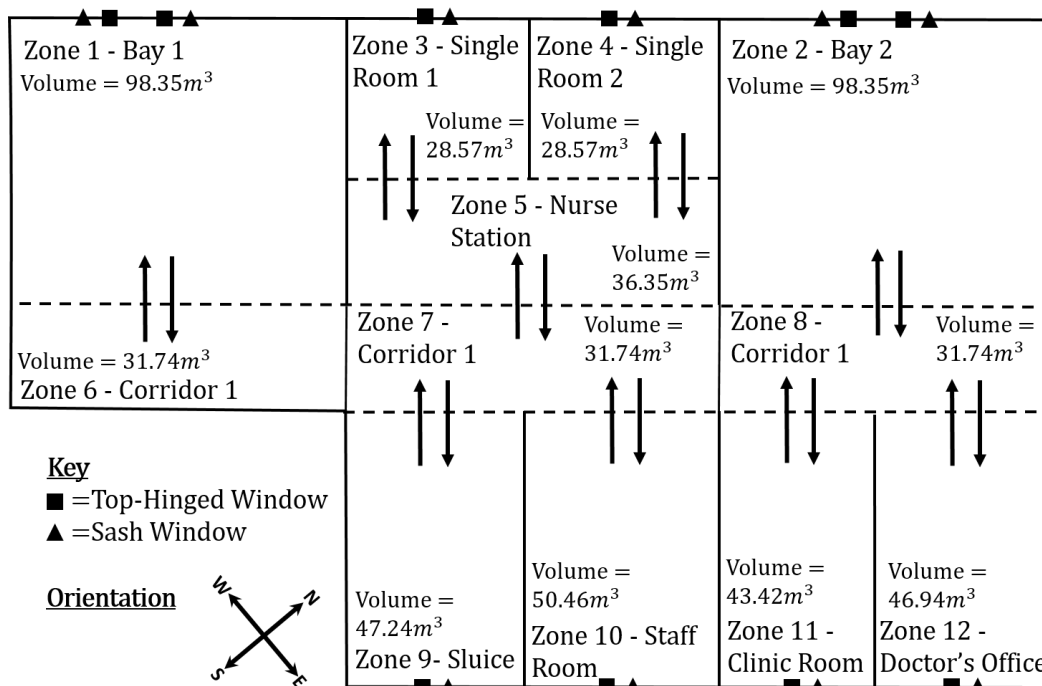 Zone 1 - Bay 1
Volume = 98.35m³
Zone 3 - Single
Room 1
Volume =
28.57m³
Zone 4 - Single
Room 2
Volume =
28.57m³
Zone 2 - Bay 2
Volume = 98.35m³
Zone 5 - Nurse
Station
Volume =
36.35m³
Volume = 31.74m³
Zone 6 - Corridor 1
Zone 7 -
Corridor 1
Volume =
31.74m³
Zone 8 -
Corridor 1
Volume =
31.74m³
Key
=Top-Hinged Window
=Sash Window
Orientation
W
N
S
E
Volume =
47.24m³
Zone 9- Sluice
Volume =
50.46m³
Zone 10 - Staff
Room
Volume =
43.42m³
Zone 11 -
Clinic Room
Volume =
46.94m³
Zone 12 -
Doctor's Office